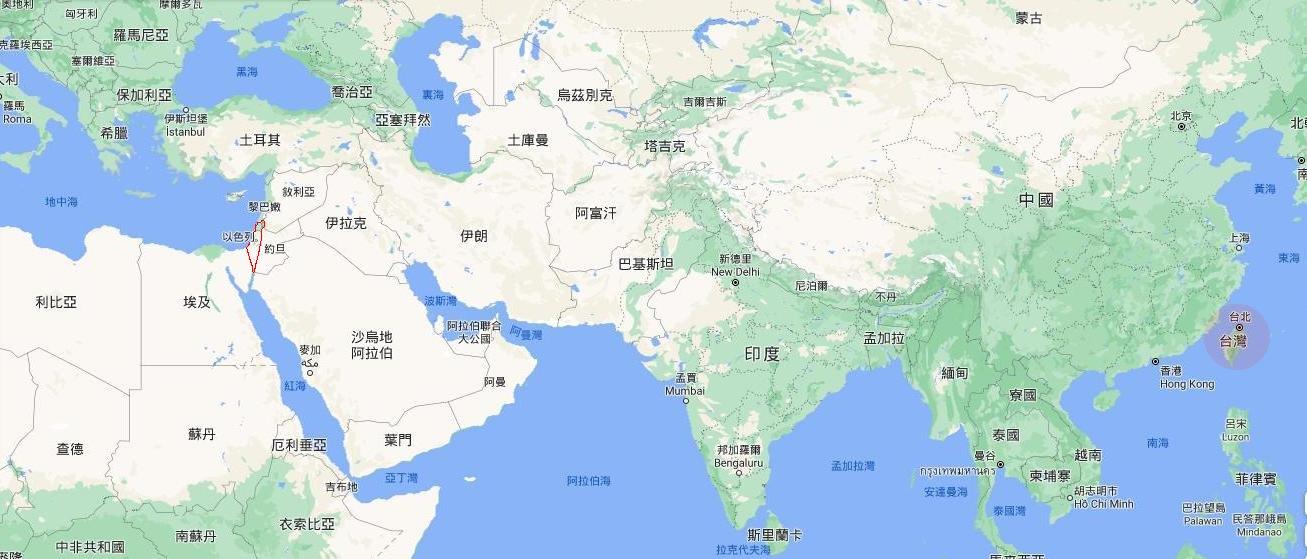 奧地利
匈牙利
摩爾多瓦
蒙古
羅馬尼亞
克羅埃西亞
塞爾維亞
黑海
大利
保加利亞
喬治亞
裏海
烏茲別克
吉爾吉斯
羅馬
Roma
伊斯坦堡
İstanbul
亞塞拜然
北京
希臘
土耳其
土庫曼
塔吉克
地中海
敘利亞
黎巴嫩
中國
黃海
以色列
約旦
伊拉克
伊朗
阿富汗
上海
巴基斯坦
新德里
New Delhi
東海
利比亞
埃及
波斯灣
尼泊爾
不丹
沙烏地
阿拉伯
阿拉伯聯合
大公國
阿曼灣
麥加
مكة
印度
孟加拉
台北
台灣
紅海
阿曼
孟買
Mumbai
緬甸
香港
Hong Kong
寮國
蘇丹
厄利垂亞
葉門
查德
邦加羅爾
Bengaluru
泰國
南海
呂宋
Luzon
亞丁灣
吉布地
阿拉伯海
孟加拉灣
曼谷
กรุงเทพมหานคร
越南
柬埔寨
安達曼海
胡志明市
Hồ Chí Minh
菲律賓
泰國灣
巴拉望島
Palawan
民答那峨島
Mindanao
衣索比亞
南蘇丹
中非共和國
斯里蘭卡
拉克代夫海